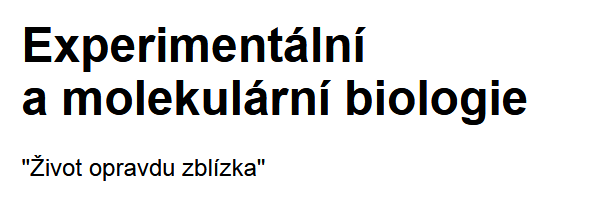 Experimentální
a molekulární biologie
"Život opravdu zblízka"